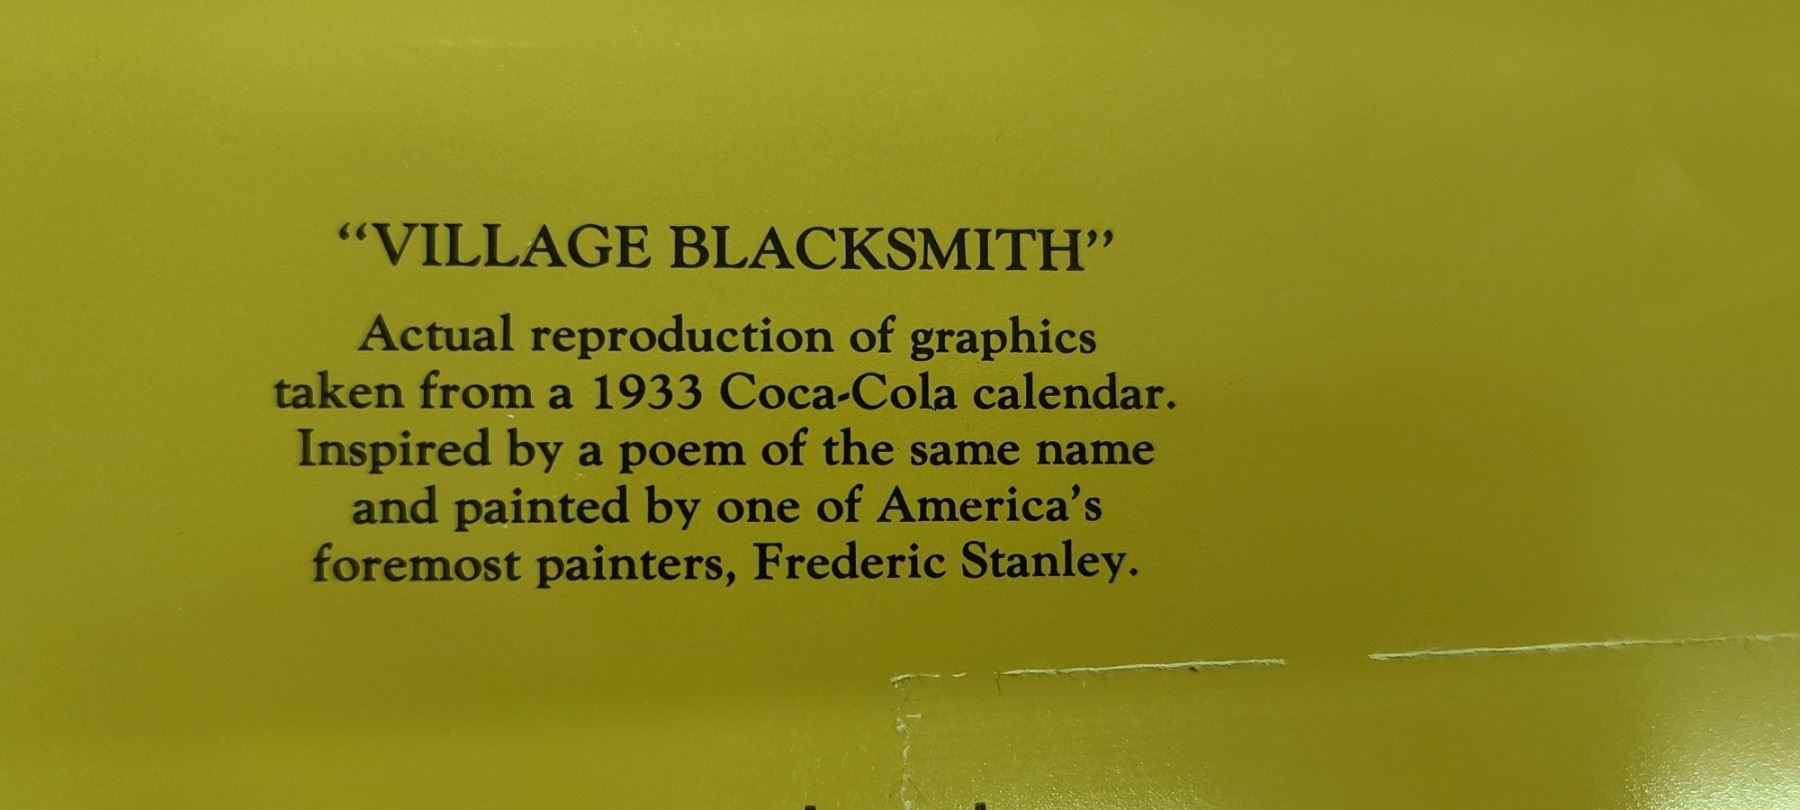 “VILLAGE BLACKSMITH”
Actual reproduction of graphics
taken from a 1933 Coca-Cola calendar.
Inspired by a poem of the same name
and painted by one of America’s
foremost painters, Frederic Stanley.